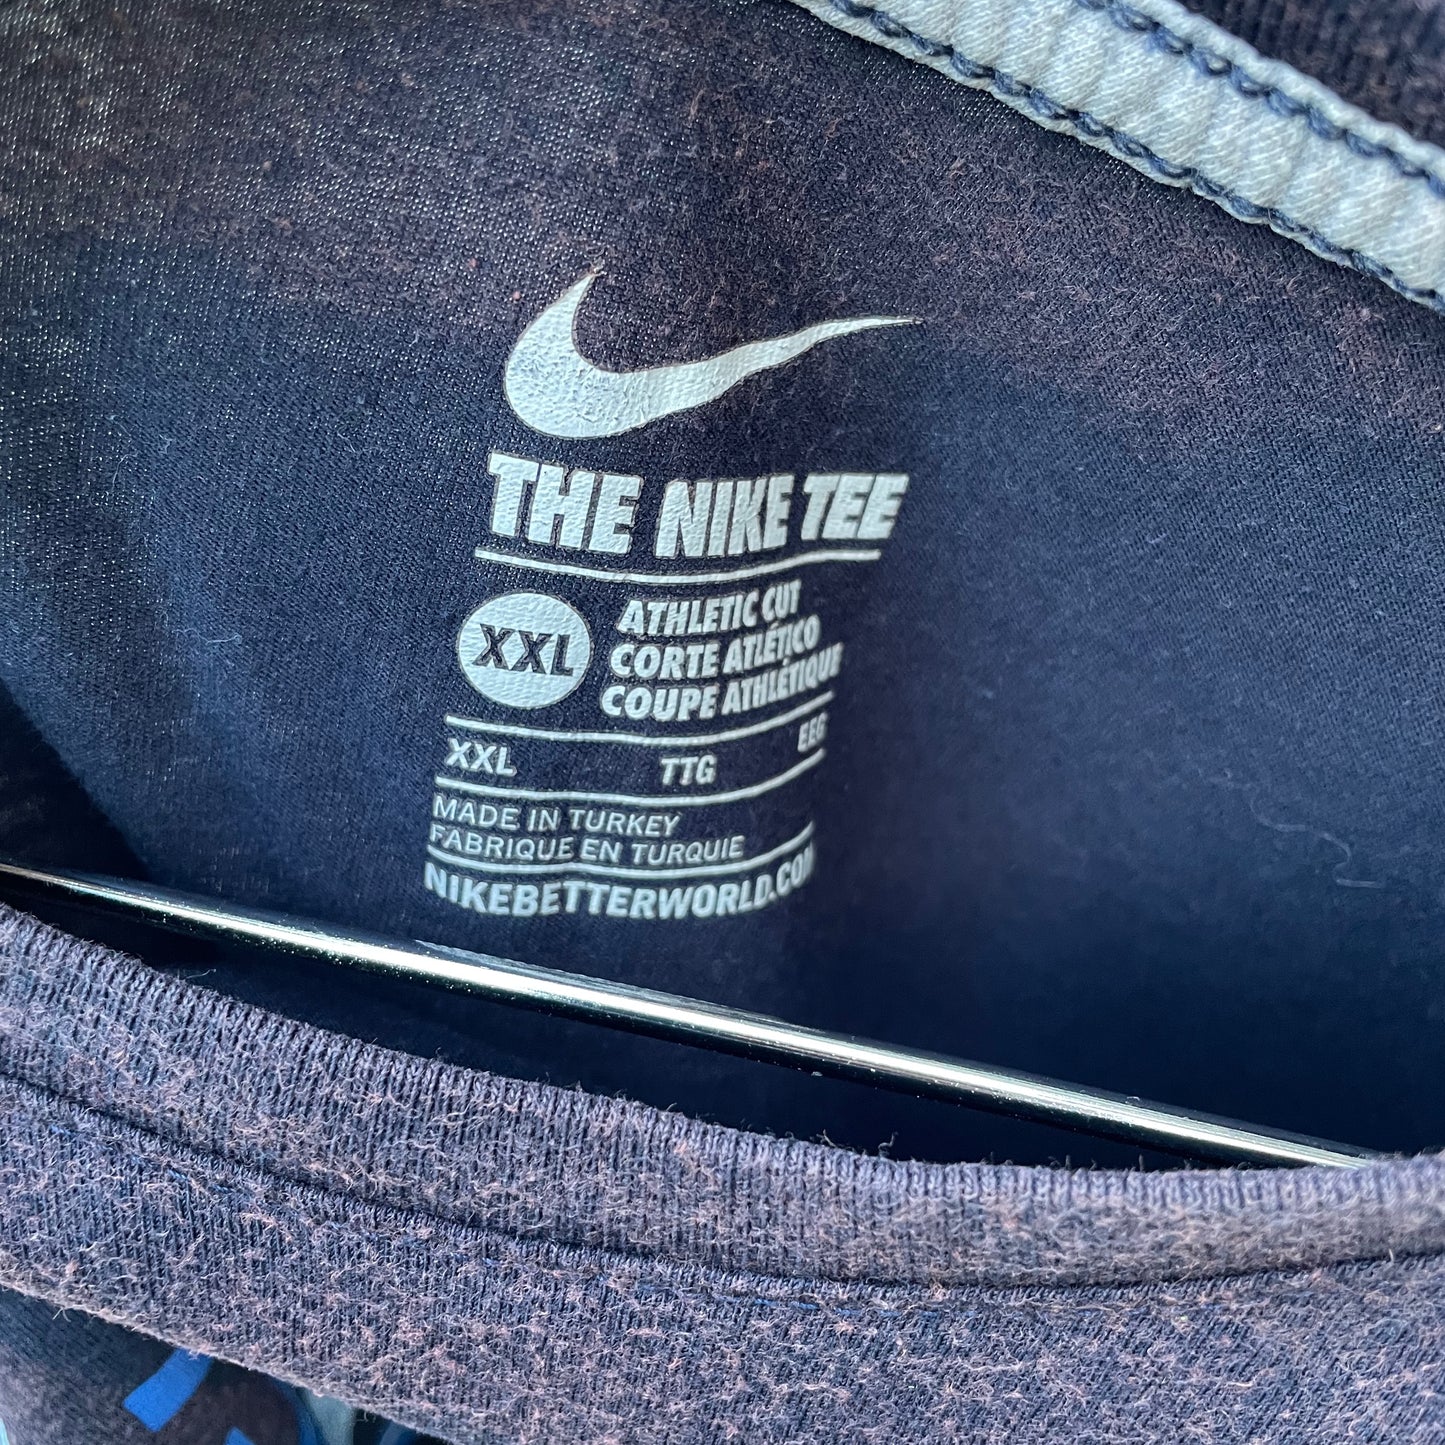 THE NIKE TEE
XXL
ATHLETIC CUT
CORTE ATLÉTICO
COUPE ATHLÉTIQUE
XXL TTG EEG
MADE IN TURKEY
FABRIQUE EN TURQUIE
NIKEBETTERWORLD.COM